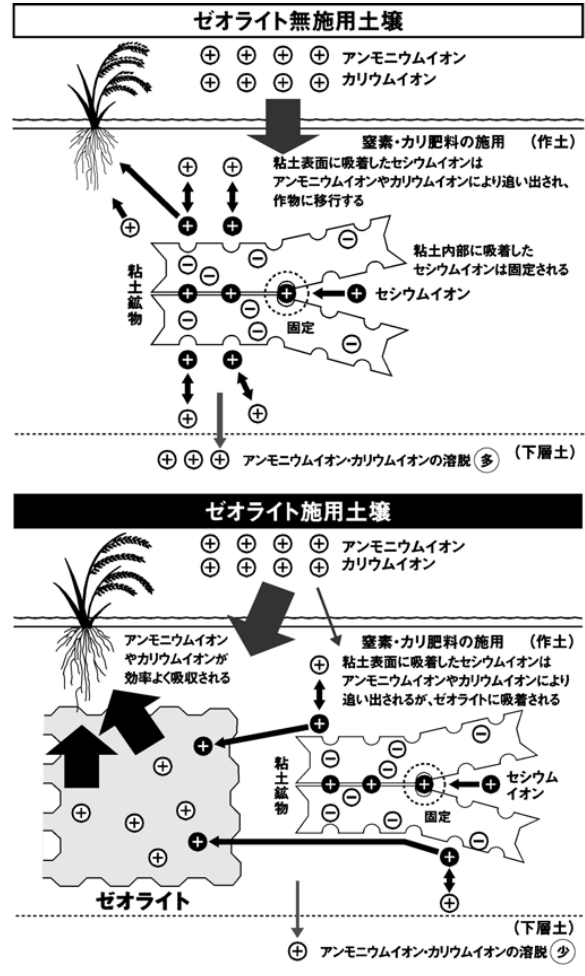 ゼオライト無施用土壌
アンモニウムイオン
カリウムイオン
窒素・カリ肥料の施用 (作土)
粘土表面に吸着したセシウムイオンは
アンモニウムイオンやカリウムイオンにより追い出され、
作物に移行する
粘土内部に吸着した
セシウムイオンは固定される
粘土鉱物
セシウムイオン
固定
(下層土)
アンモニウムイオン・カリウムイオンの溶脱 多
ゼオライト施用土壌
アンモニウムイオン
カリウムイオン
アンモニウムイオン
やカリウムイオンが
効率よく吸収される
窒素・カリ肥料の施用 (作土)
粘土表面に吸着したセシウムイオンは
アンモニウムイオンやカリウムイオンにより
追い出されるが、ゼオライトに吸着される
粘土鉱物
セシウム
イオン
固定
ゼオライト
(下層土)
アンモニウムイオン・カリウムイオンの溶脱 少